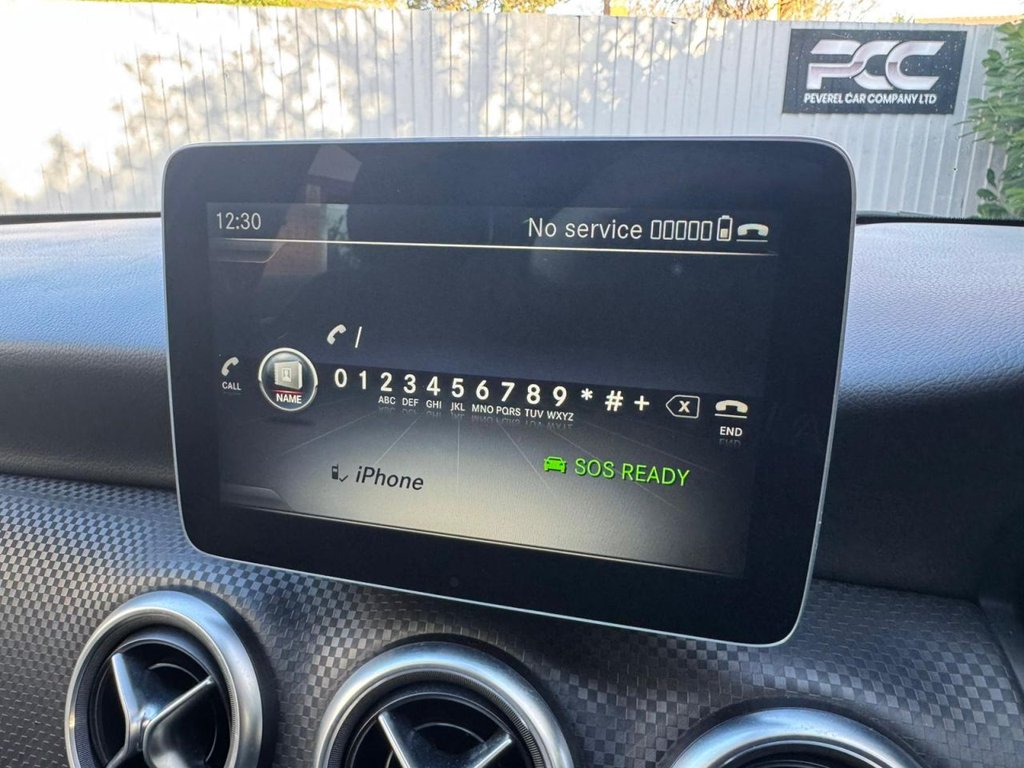 PCC
PEVEREL CAR COMPANY LTD
12:30 No service
CALL
NAME
0 1 2 3 4 5 6 7 8 9 * # +
ABC DEF GHI JKL MNO PQRS TUV WXYZ
X
END
iPhone
SOS READY